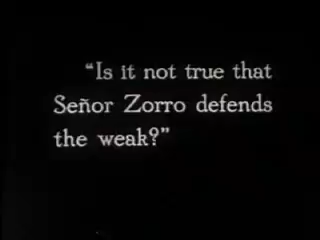 “Is it not true that
Señor Zorro defends
the weak?”